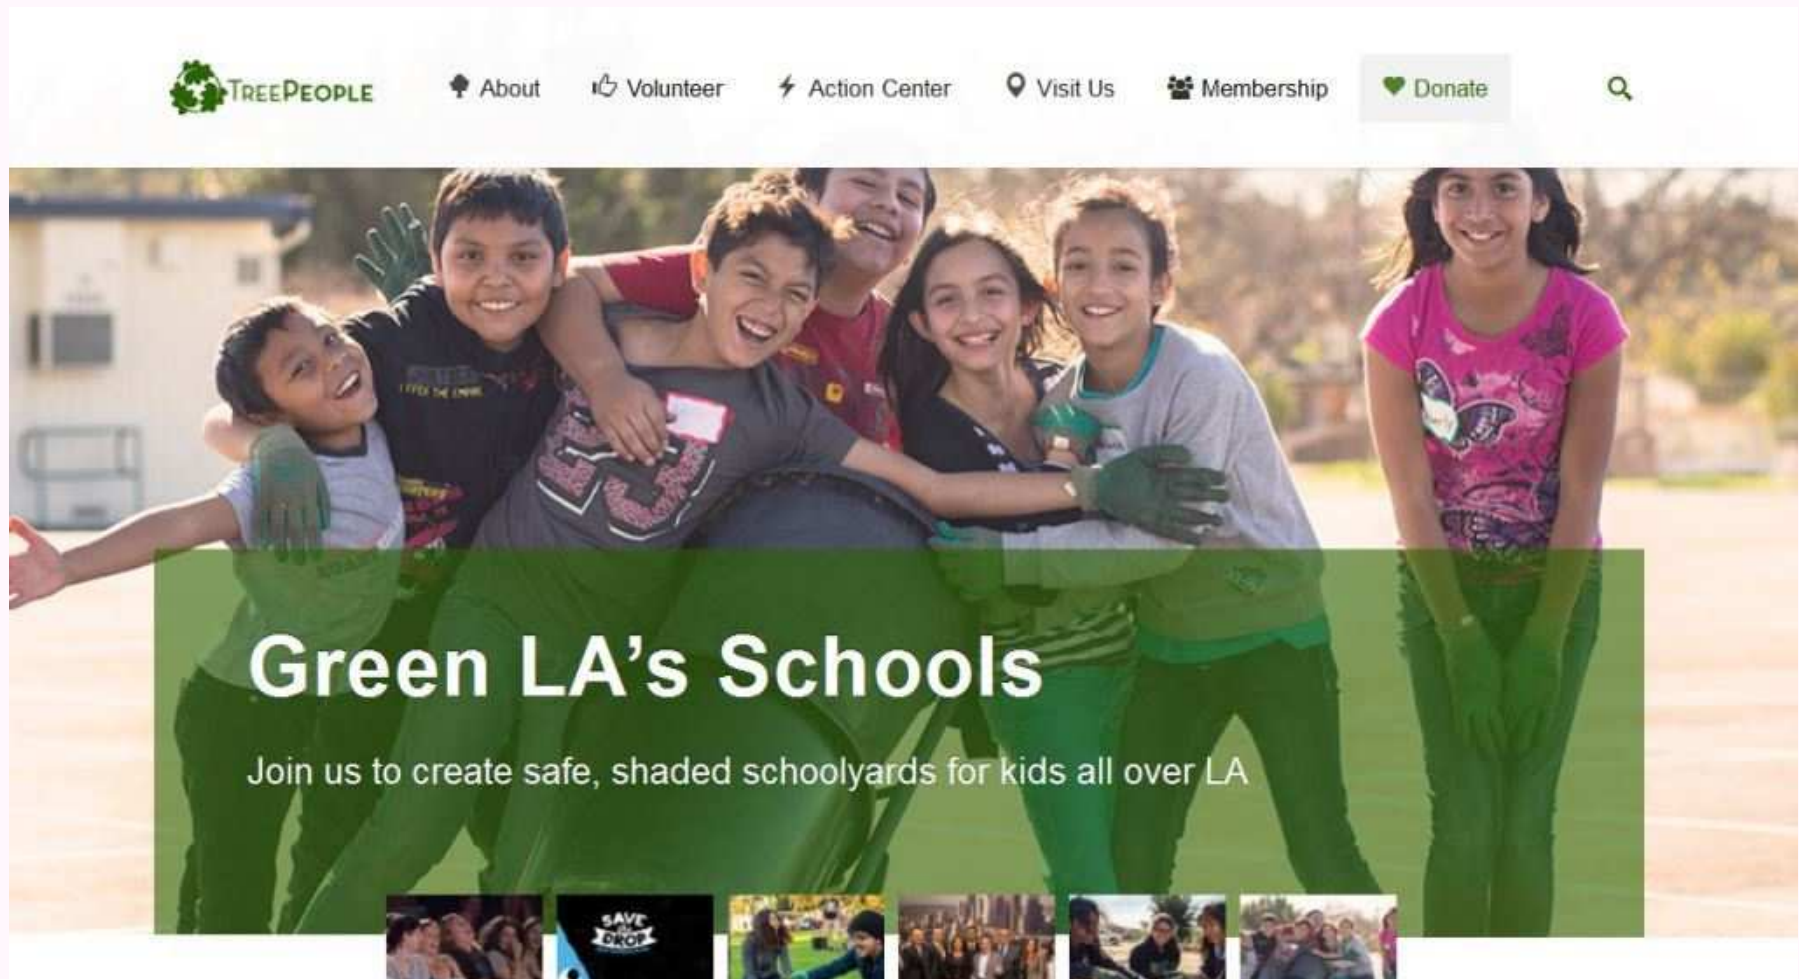 TREEPEOPLE
About
Volunteer
Action Center
Visit Us
Membership
Donate
Green LA’s Schools
Join us to create safe, shaded schoolyards for kids all over LA
SAVE
DROP